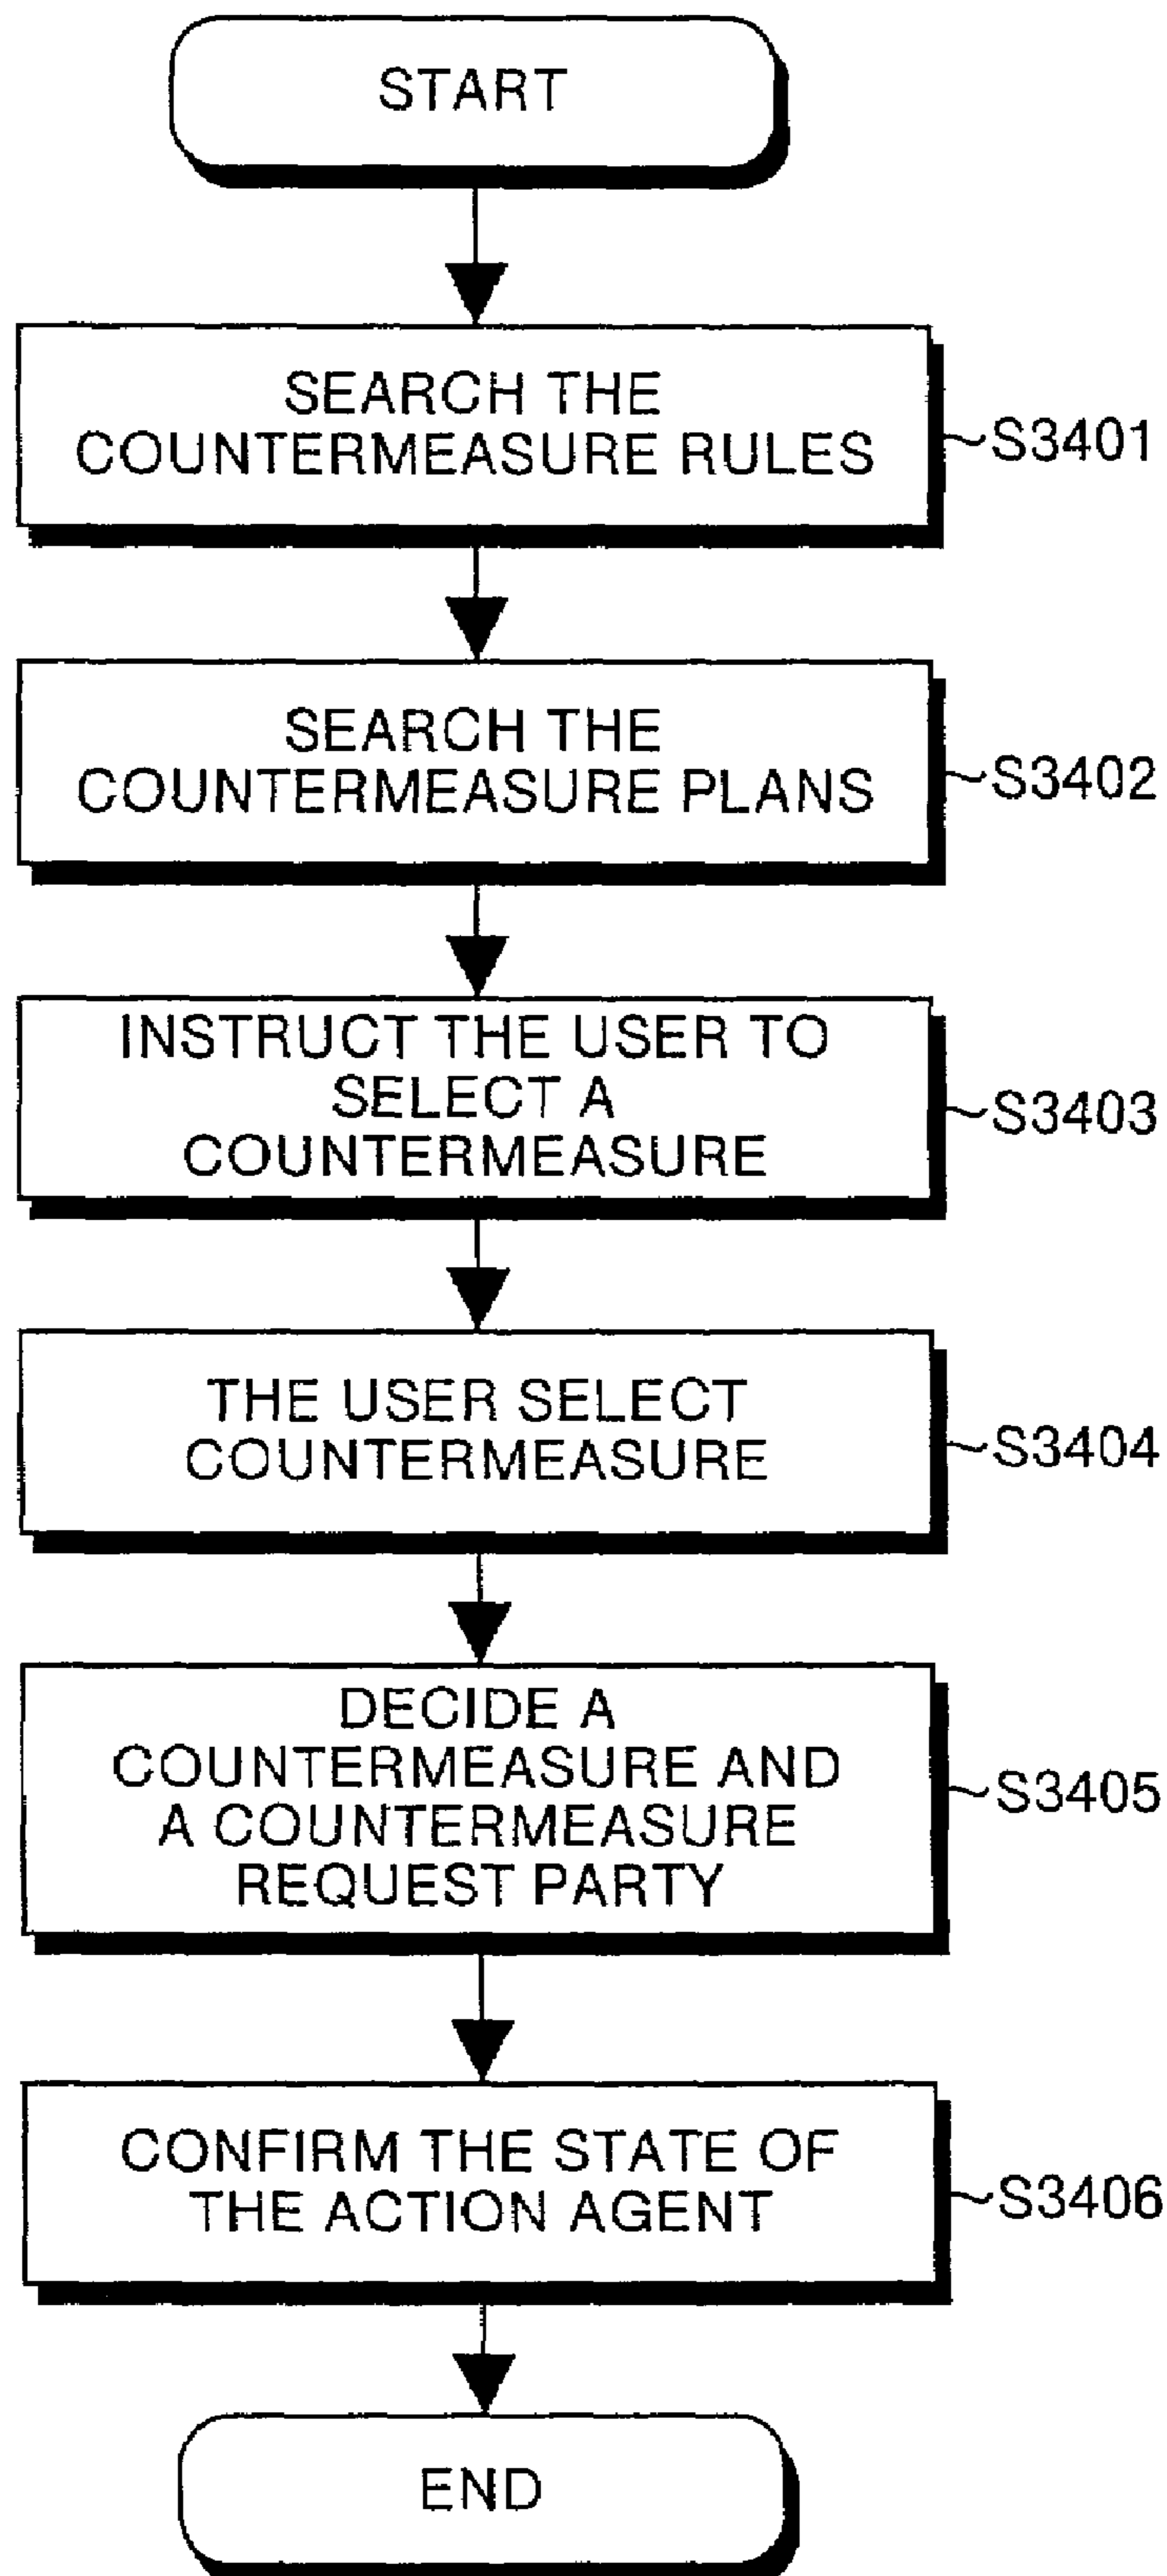 START
SEARCH THE
COUNTERMEASURE RULES
S3401
SEARCH THE
COUNTERMEASURE PLANS
S3402
INSTRUCT THE USER TO
SELECT A
COUNTERMEASURE
S3403
THE USER SELECT
COUNTERMEASURE
S3404
DECIDE A
COUNTERMEASURE AND
A COUNTERMEASURE
REQUEST PARTY
S3405
CONFIRM THE STATE OF
THE ACTION AGENT
S3406
END